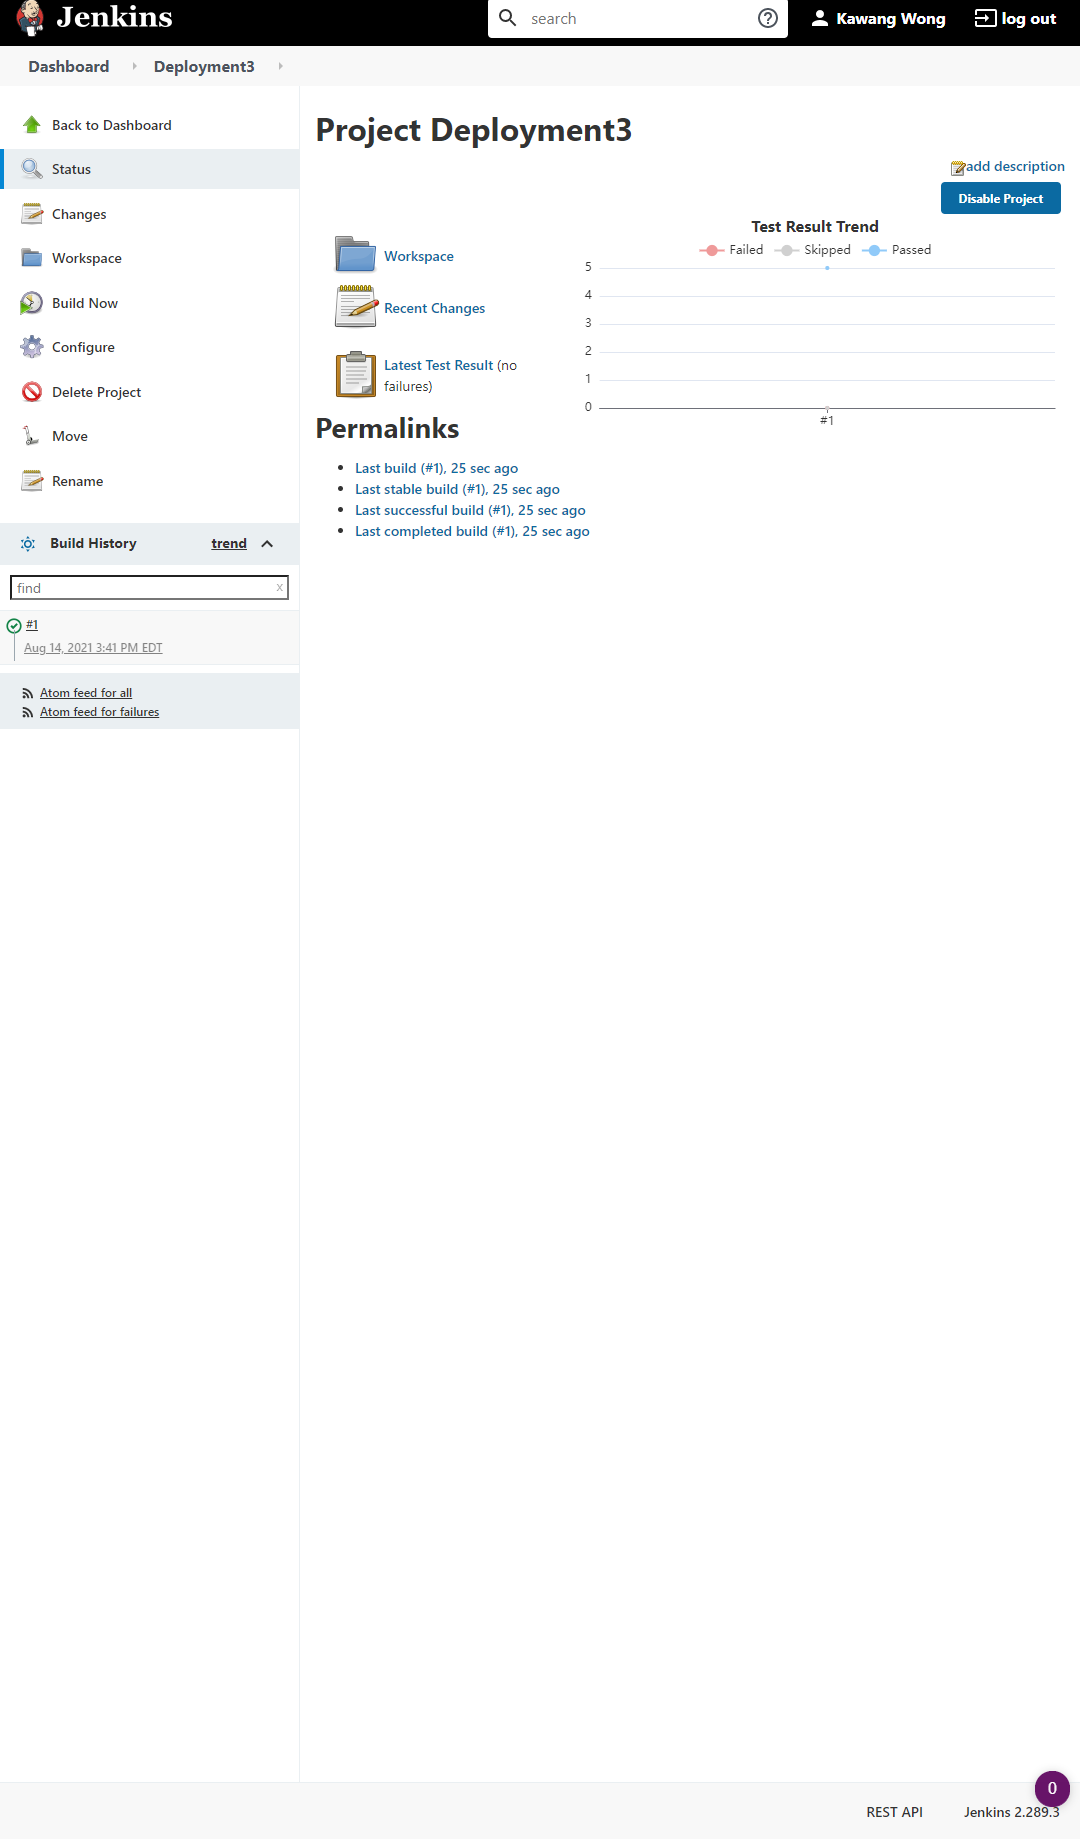 Jenkins
search
Kawang Wong
log out
Dashboard
Deployment3
Back to Dashboard
Status
Changes
Workspace
Build Now
Configure
Delete Project
Move
Rename
Build History
trend
find
x
#1
Aug 14, 2021 3:41 PM EDT
Atom feed for all
Atom feed for failures
Project Deployment3
add description
Disable Project
Workspace
Recent Changes
Latest Test Result (no
failures)
Test Result Trend
Failed Skipped Passed
5
4
3
2
1
0
#1
Permalinks
Last build (#1), 25 sec ago
Last stable build (#1), 25 sec ago
Last successful build (#1), 25 sec ago
Last completed build (#1), 25 sec ago
0
REST API
Jenkins 2.289.3